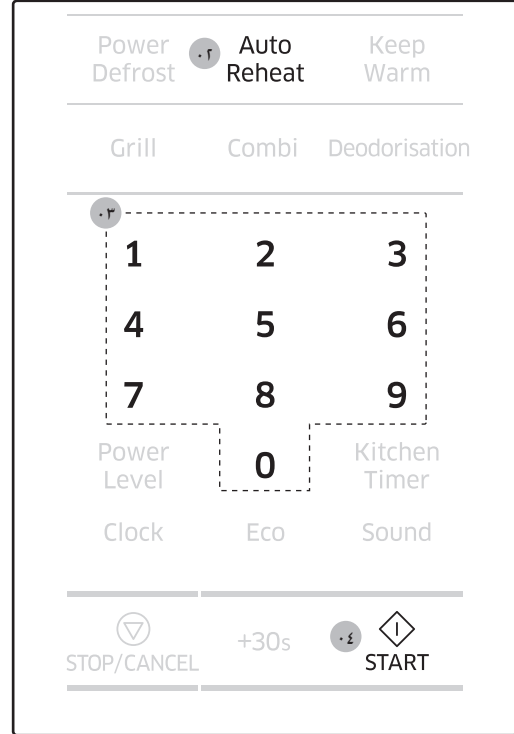 Power Defrost
٠٢ Auto Reheat
Keep Warm
Grill
Combi
Deodorisation
٠٣
1 2 3
4 5 6
7 8 9
Power Level
0
Kitchen Timer
Clock
Eco
Sound
STOP/CANCEL
+30s
٠٤ START